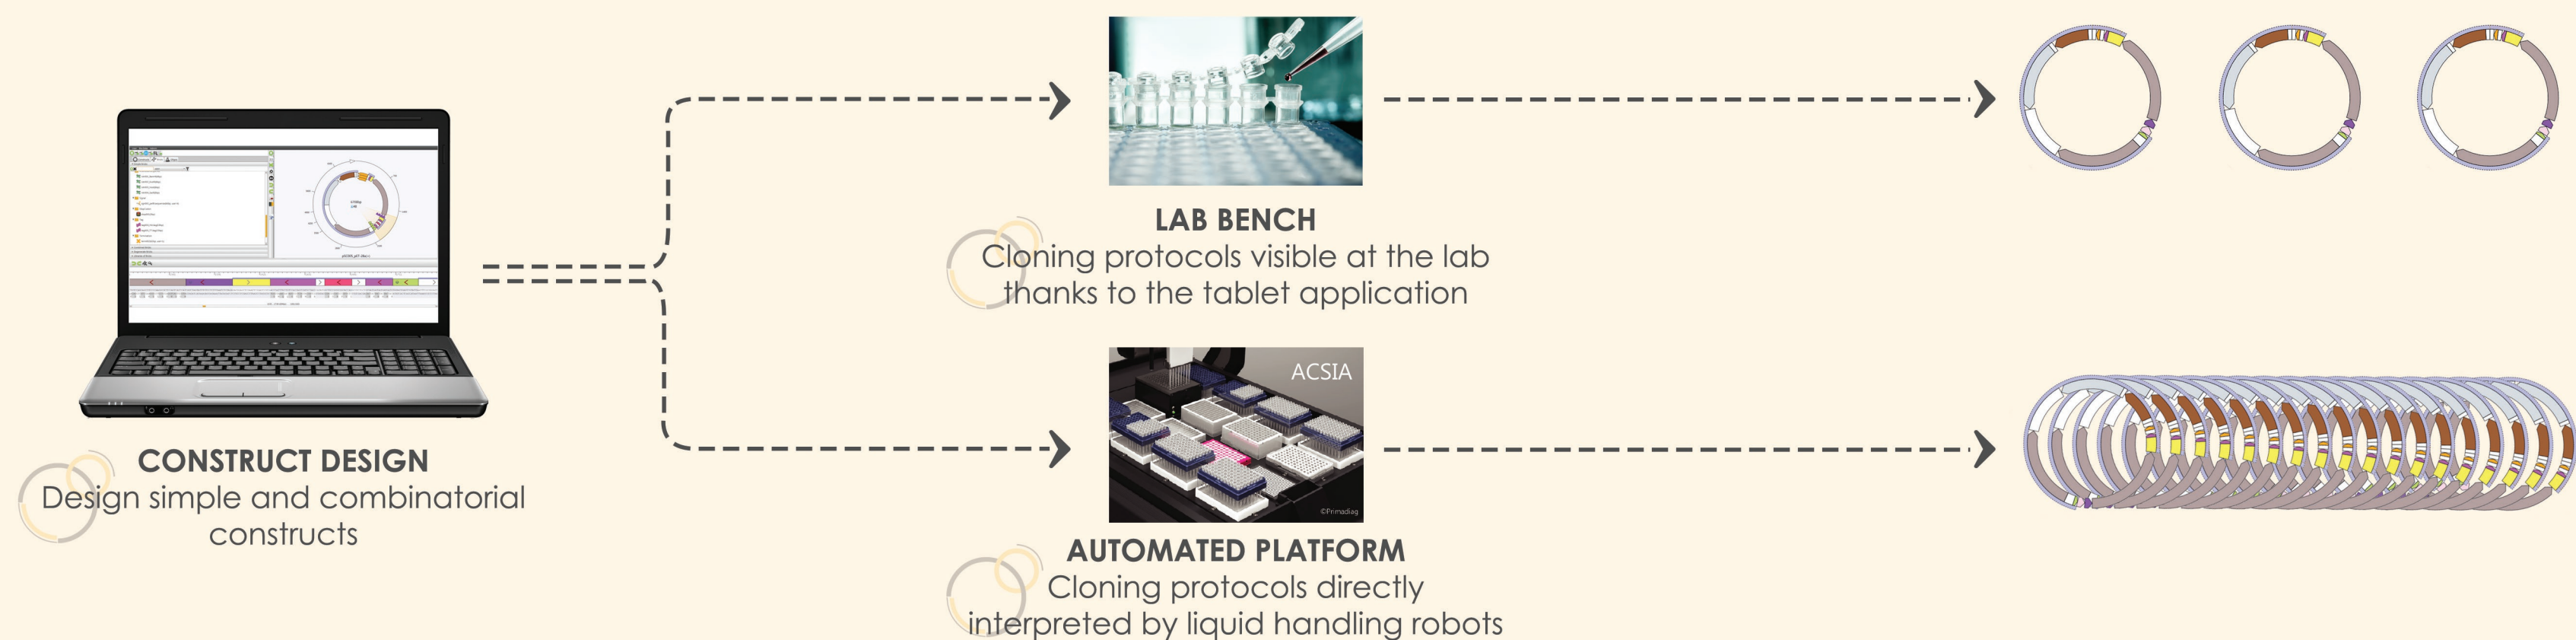 CONSTRUCT DESIGN
Design simple and combinatorial
constructs
LAB BENCH
Cloning protocols visible at the lab
thanks to the tablet application
ACSIA
©Primadiag
AUTOMATED PLATFORM
Cloning protocols directly
interpreted by liquid handling robots